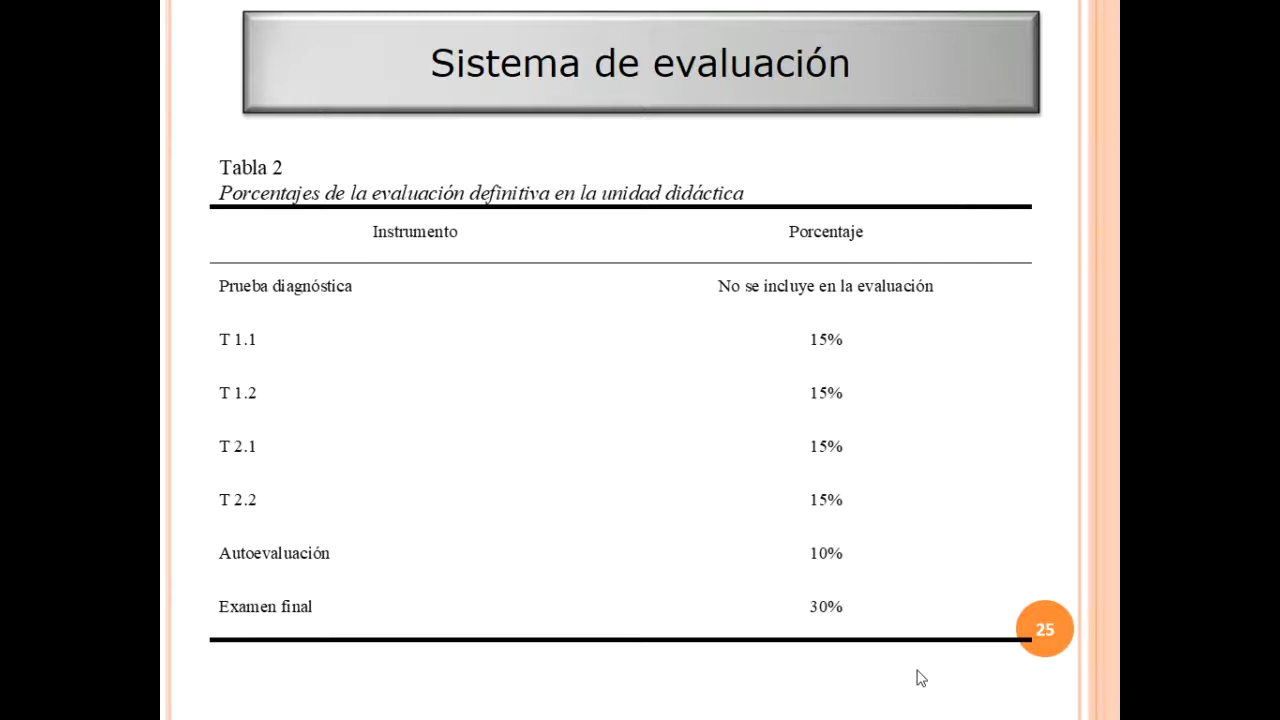 Sistema de evaluación
Tabla 2
Porcentajes de la evaluación definitiva en la unidad didáctica
Instrumento Porcentaje
Prueba diagnóstica No se incluye en la evaluación
T 1.1 15%
T 1.2 15%
T 2.1 15%
T 2.2 15%
Autoevaluación 10%
Examen final 30%
25